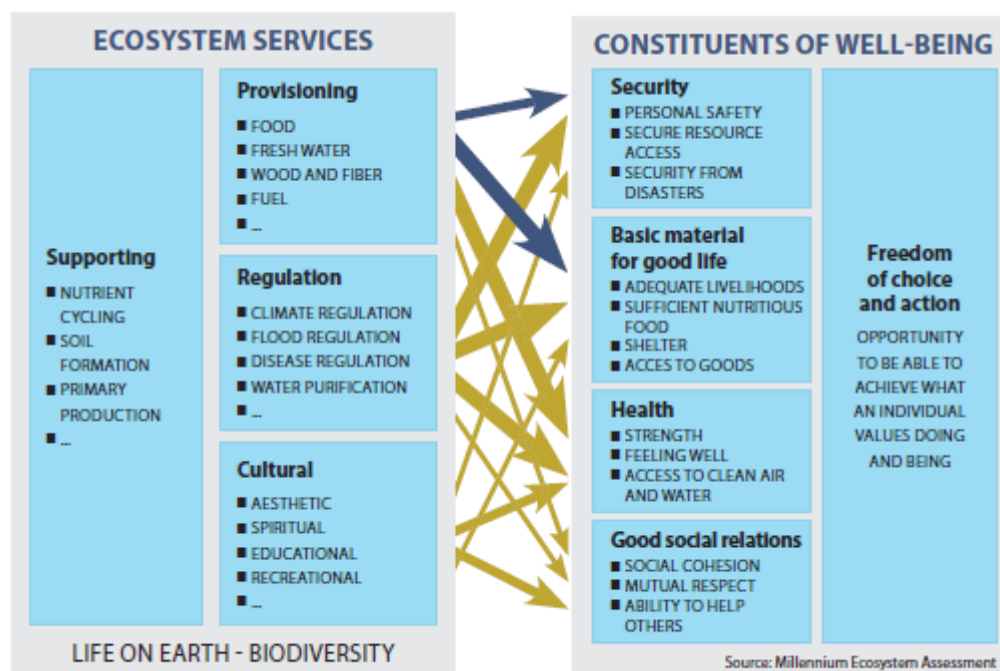 ECOSYSTEM SERVICES
Supporting
■ NUTRIENT
CYCLING
■ SOIL
FORMATION
■ PRIMARY
PRODUCTION
■ ...
Provisioning
■ FOOD
■ FRESH WATER
■ WOOD AND FIBER
■ FUEL
■ ...
Regulation
■ CLIMATE REGULATION
■ FLOOD REGULATION
■ DISEASE REGULATION
■ WATER PURIFICATION
■ ...
Cultural
■ AESTHETIC
■ SPIRITUAL
■ EDUCATIONAL
■ RECREATIONAL
■ ...
LIFE ON EARTH - BIODIVERSITY
CONSTITUENTS OF WELL-BEING
Security
■ PERSONAL SAFETY
■ SECURE RESOURCE
ACCESS
■ SECURITY FROM
DISASTERS
Basic material
for good life
■ ADEQUATE LIVELIHOODS
■ SUFFICIENT NUTRITIOUS
FOOD
■ SHELTER
■ ACCES TO GOODS
Health
■ STRENGTH
■ FEELING WELL
■ ACCESS TO CLEAN AIR
AND WATER
Good social relations
■ SOCIAL COHESION
■ MUTUAL RESPECT
■ ABILITY TO HELP
OTHERS
Freedom
of choice
and action
OPPORTUNITY
TO BE ABLE TO
ACHIEVE WHAT
AN INDIVIDUAL
VALUES DOING
AND BEING
Source: Millennium Ecosystem Assessment